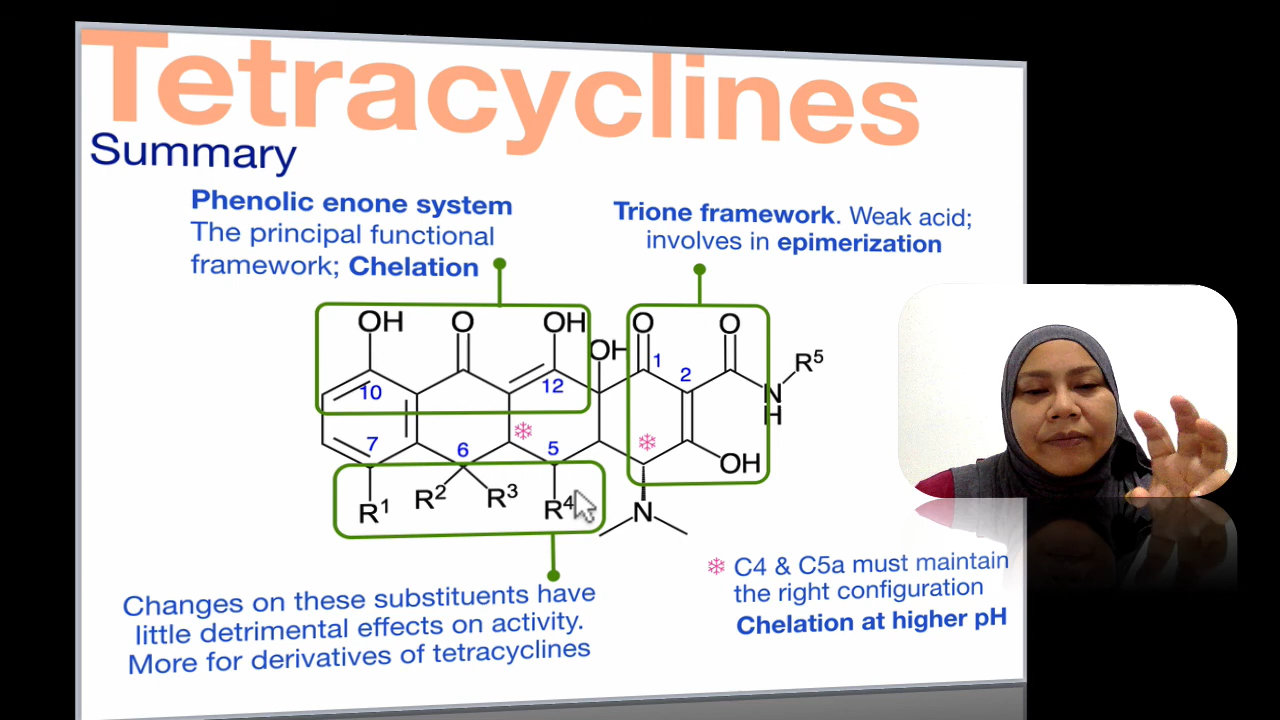 Tetracyclines
Summary
Phenolic enone system
The principal functional
framework; Chelation
Trione framework. Weak acid;
involves in epimerization
OH
O
OH
OH
O
O
R⁵
1
2
10
12
N
H
7
6
5
OH
R¹
R²
R³
R⁴
N
❄ C4 & C5a must maintain
the right configuration
Chelation at higher pH
Changes on these substituents have
little detrimental effects on activity.
More for derivatives of tetracyclines